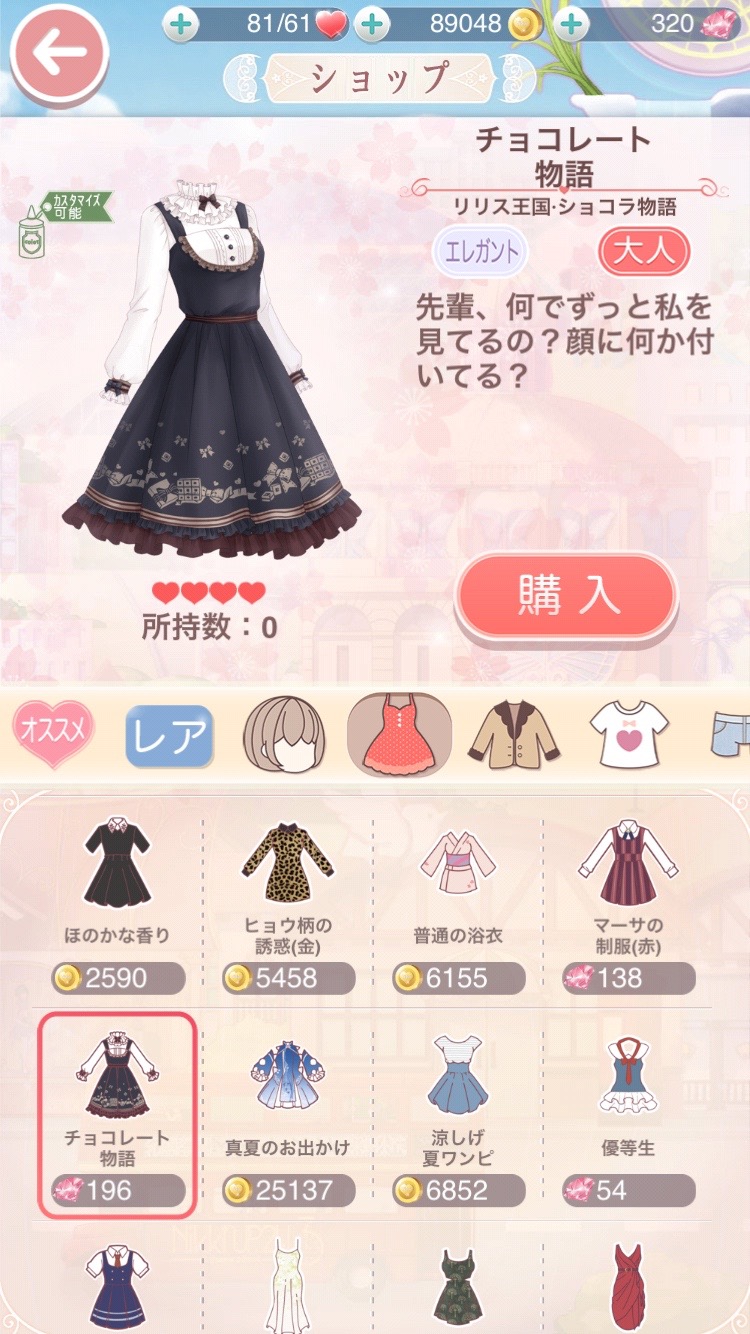 81/61
89048
320
ショップ
チョコレート
物語
リリス王国·ショコラ物語
カスタマイズ
可能
エレガント
大人
先輩、何でずっと私を
見てるの？顔に何か付
いてる？
所持数：0
購入
オススメ
レア
ほのかな香り
ヒョウ柄の
誘惑(金)
普通の浴衣
マーサの
制服(赤)
2590
5458
6155
138
チョコレート
物語
真夏のお出かけ
涼しげ
夏ワンピ
優等生
196
25137
6852
54